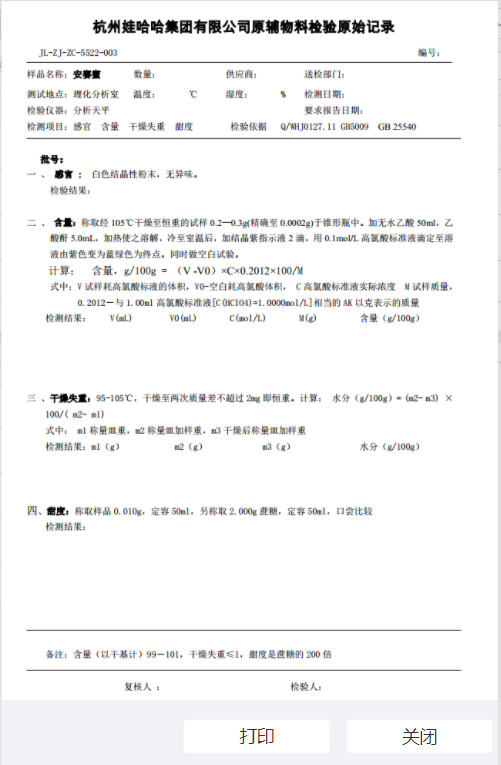 杭州娃哈哈集团有限公司原辅物料检验原始记录
JL-ZJ-ZC-5522-003 编号:
样品名称: 安赛蜜 数量: 供应商: 送检部门:
测试地点: 理化分析室 温度: ℃ 湿度: % 检测日期:
检验仪器: 分析天平 要求报告日期:
检测项目: 感官 含量 干燥失重 甜度 检验依据 Q/WHJ0127.11 GB5009 GB 25540
批号:
一 、 感官 : 白色结晶性粉末, 无异味。
检验结果:
二 、 含量: 称取经 105℃干燥至恒重的试样 0.2—0.3g(精确至 0.0002g)于锥形瓶中。加无水乙酸 50ml, 乙
酸酐 5.0mL, 加热使之溶解, 冷至室温后, 加结晶紫指示液 2 滴, 用 0.1mol/L 高氯酸标准液滴定至溶
液由紫色变为蓝绿色为终点。同时做空白试验。
计算: 含量, g/100g = (V -V0) ×C×0.2012×100/M
式中: V 试样耗高氯酸标液的体积, V0-空白耗高氯酸体积, C 高氯酸标准液实际浓度 M 试样质量,
0.2012—与 1.00ml 高氯酸标准液[C(HClO4)=1.0000mol/L]相当的 AK 以克表示的质量
检测结果: V(mL) V0(mL) C(mol/L) M(g) 含量 (g/100g)
三 、干燥失重: 95-105℃, 干燥至两次质量差不超过 2mg 即恒重。计算: 水分 (g/100g) = (m2- m3) ×
100/( m2- m1)
式中: m1 称量皿重, m2 称量皿加样重, m3 干燥后称量皿加样重
检测结果: m1 (g) m2 (g) m3 (g) 水分 (g/100g)
四、甜度: 称取样品 0.010g, 定容 50ml, 另称取 2.000g 蔗糖, 定容 50ml, 口尝比较
检测结果:
备注: 含量 (以干基计) 99-101, 干燥失重≤1, 甜度是蔗糖的 200 倍
复核人 : 检验人:
打印 关闭